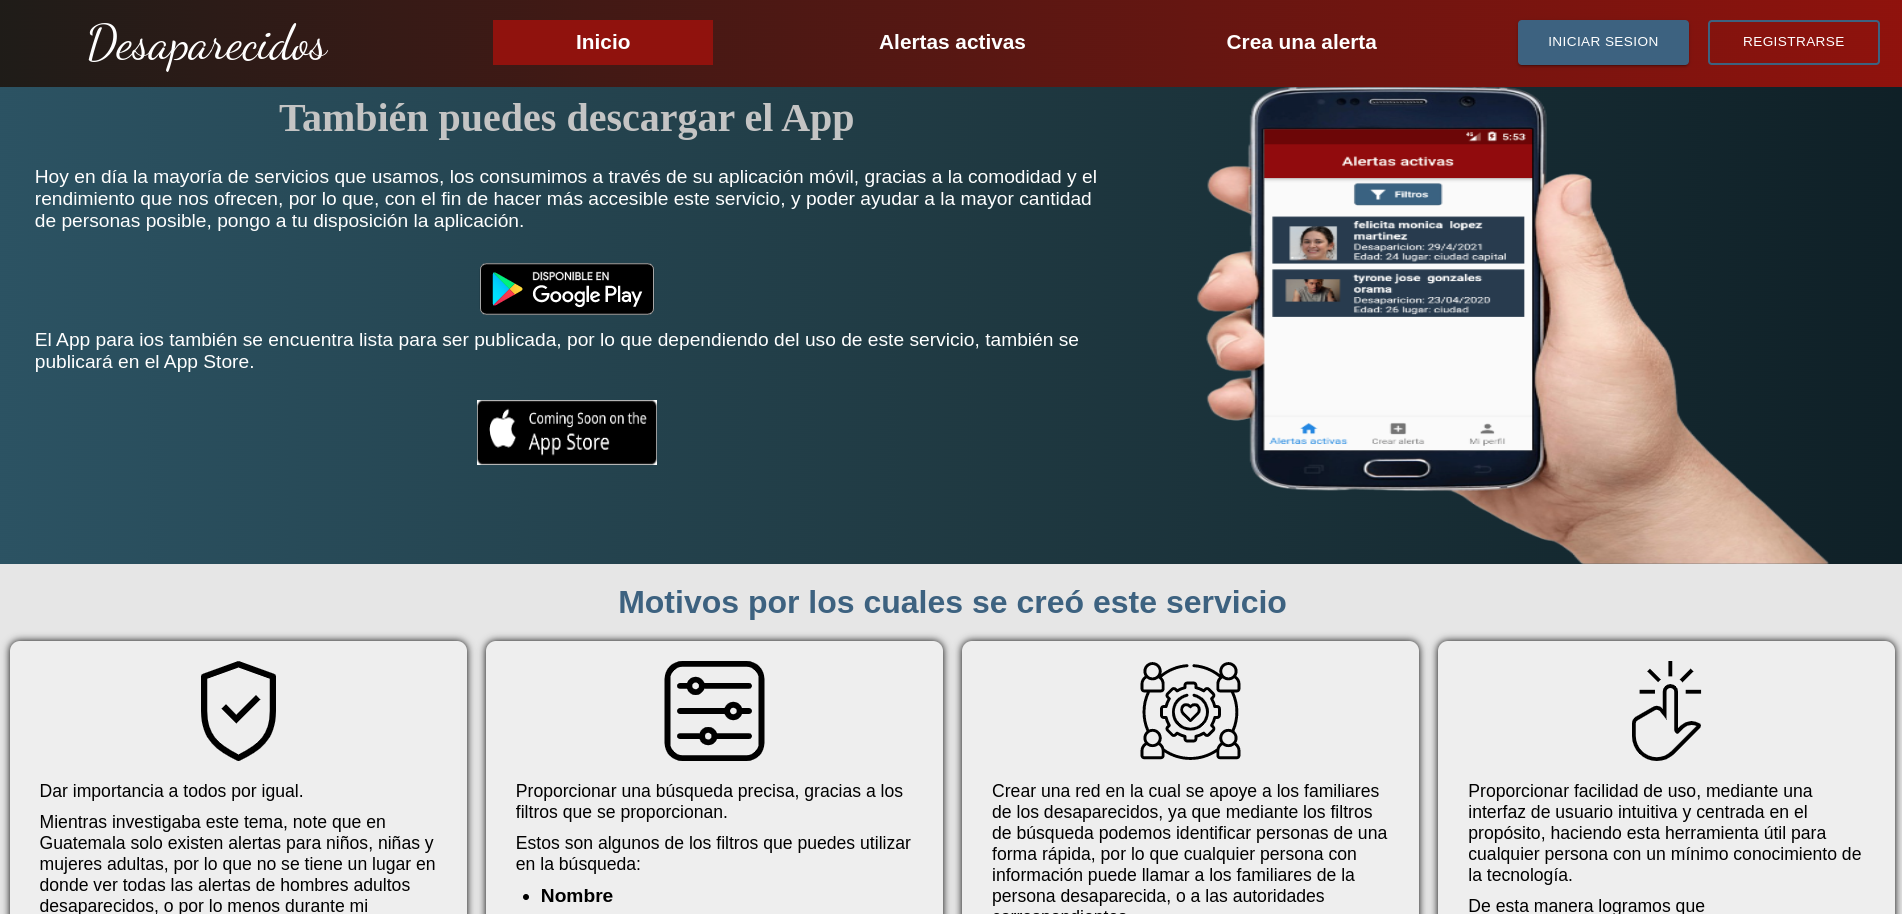 Desaparecidos
Inicio
Alertas activas
Crea una alerta
INICIAR SESION
REGISTRARSE
También puedes descargar el App
Hoy en día la mayoría de servicios que usamos, los consumimos a través de su aplicación móvil, gracias a la comodidad y el
rendimiento que nos ofrecen, por lo que, con el fin de hacer más accesible este servicio, y poder ayudar a la mayor cantidad
de personas posible, pongo a tu disposición la aplicación.
DISPONIBLE EN
Google Play
El App para ios también se encuentra lista para ser publicada, por lo que dependiendo del uso de este servicio, también se
publicará en el App Store.
Coming Soon on the
App Store
5:53
Alertas activas
Filtros
felicita monica lopez
martinez
Desaparicion: 29/4/2021
Edad: 24 lugar: ciudad capital
tyrone jose gonzales
orama
Desaparicion: 23/04/2020
Edad: 26 lugar: ciudad
Alertas activas
Crear alerta
Mi perfil
Motivos por los cuales se creó este servicio
Dar importancia a todos por igual.
Mientras investigaba este tema, note que en
Guatemala solo existen alertas para niños, niñas y
mujeres adultas, por lo que no se tiene un lugar en
donde ver todas las alertas de hombres adultos
desaparecidos, o por lo menos durante mi
Proporcionar una búsqueda precisa, gracias a los
filtros que se proporcionan.
Estos son algunos de los filtros que puedes utilizar
en la búsqueda:
• Nombre
Crear una red en la cual se apoye a los familiares
de los desaparecidos, ya que mediante los filtros
de búsqueda podemos identificar personas de una
forma rápida, por lo que cualquier persona con
información puede llamar a los familiares de la
persona desaparecida, o a las autoridades
Proporcionar facilidad de uso, mediante una
interfaz de usuario intuitiva y centrada en el
propósito, haciendo esta herramienta útil para
cualquier persona con un mínimo conocimiento de
la tecnología.
De esta manera logramos que